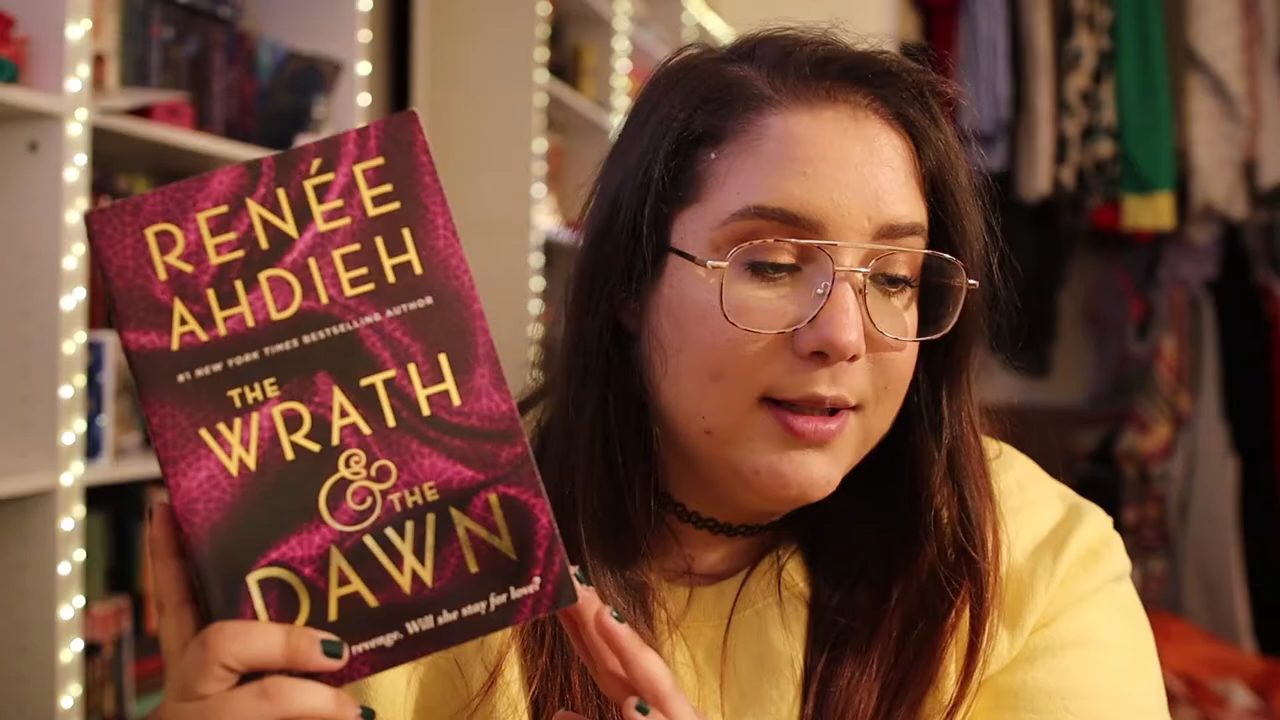 RENÉE
AHDIEH
#1 NEW YORK TIMES BESTSELLING AUTHOR
THE
WRATH
& THE
DAWN
revenge. Will she stay for love?